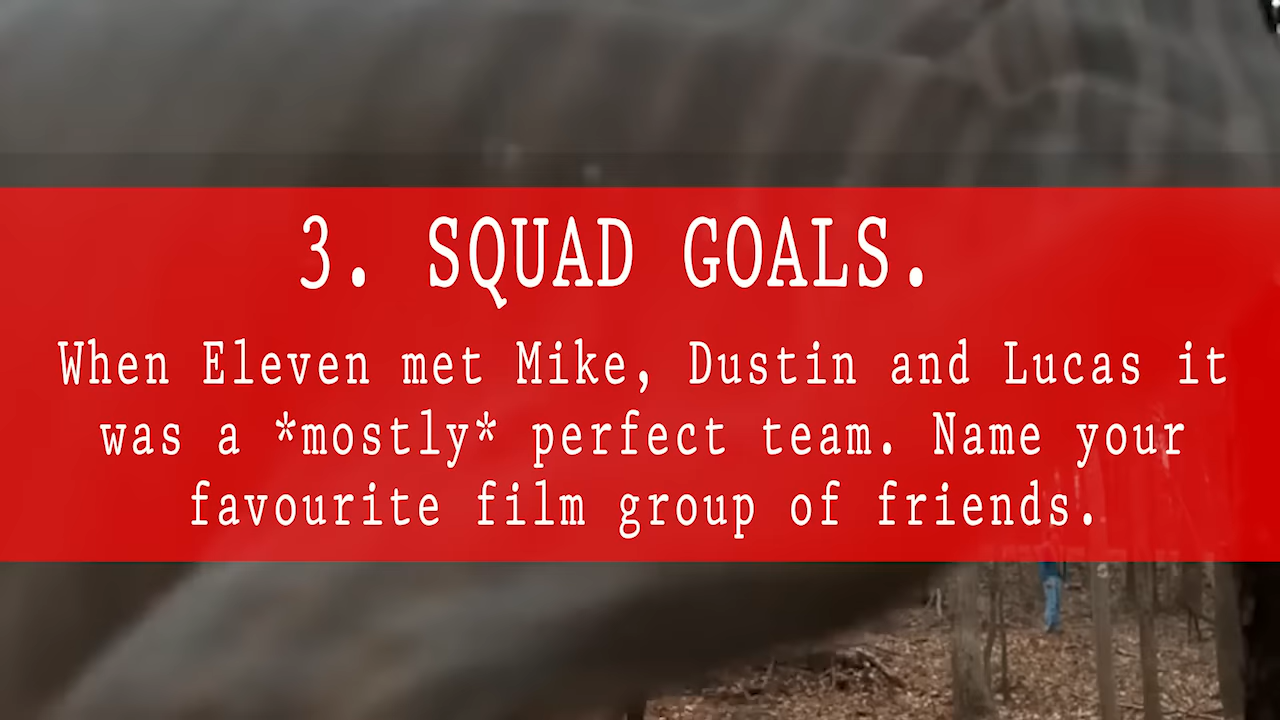 3. SQUAD GOALS.
When Eleven met Mike, Dustin and Lucas it
was a *mostly* perfect team. Name your
favourite film group of friends.